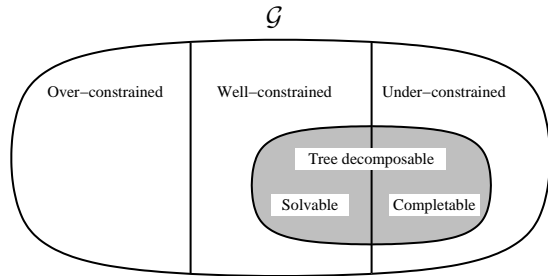 𝒢
Over−constrained
Well−constrained
Under−constrained
Tree decomposable
Solvable
Completable